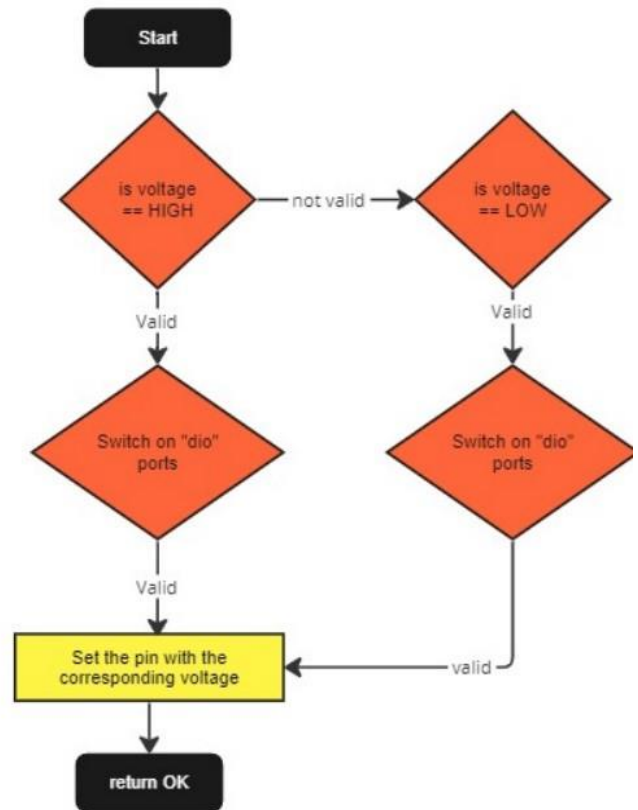 Start
is voltage
== HIGH
not valid
is voltage
== LOW
Valid
Valid
Switch on "dio"
ports
Switch on "dio"
ports
Valid
Set the pin with the
corresponding voltage
valid
return OK